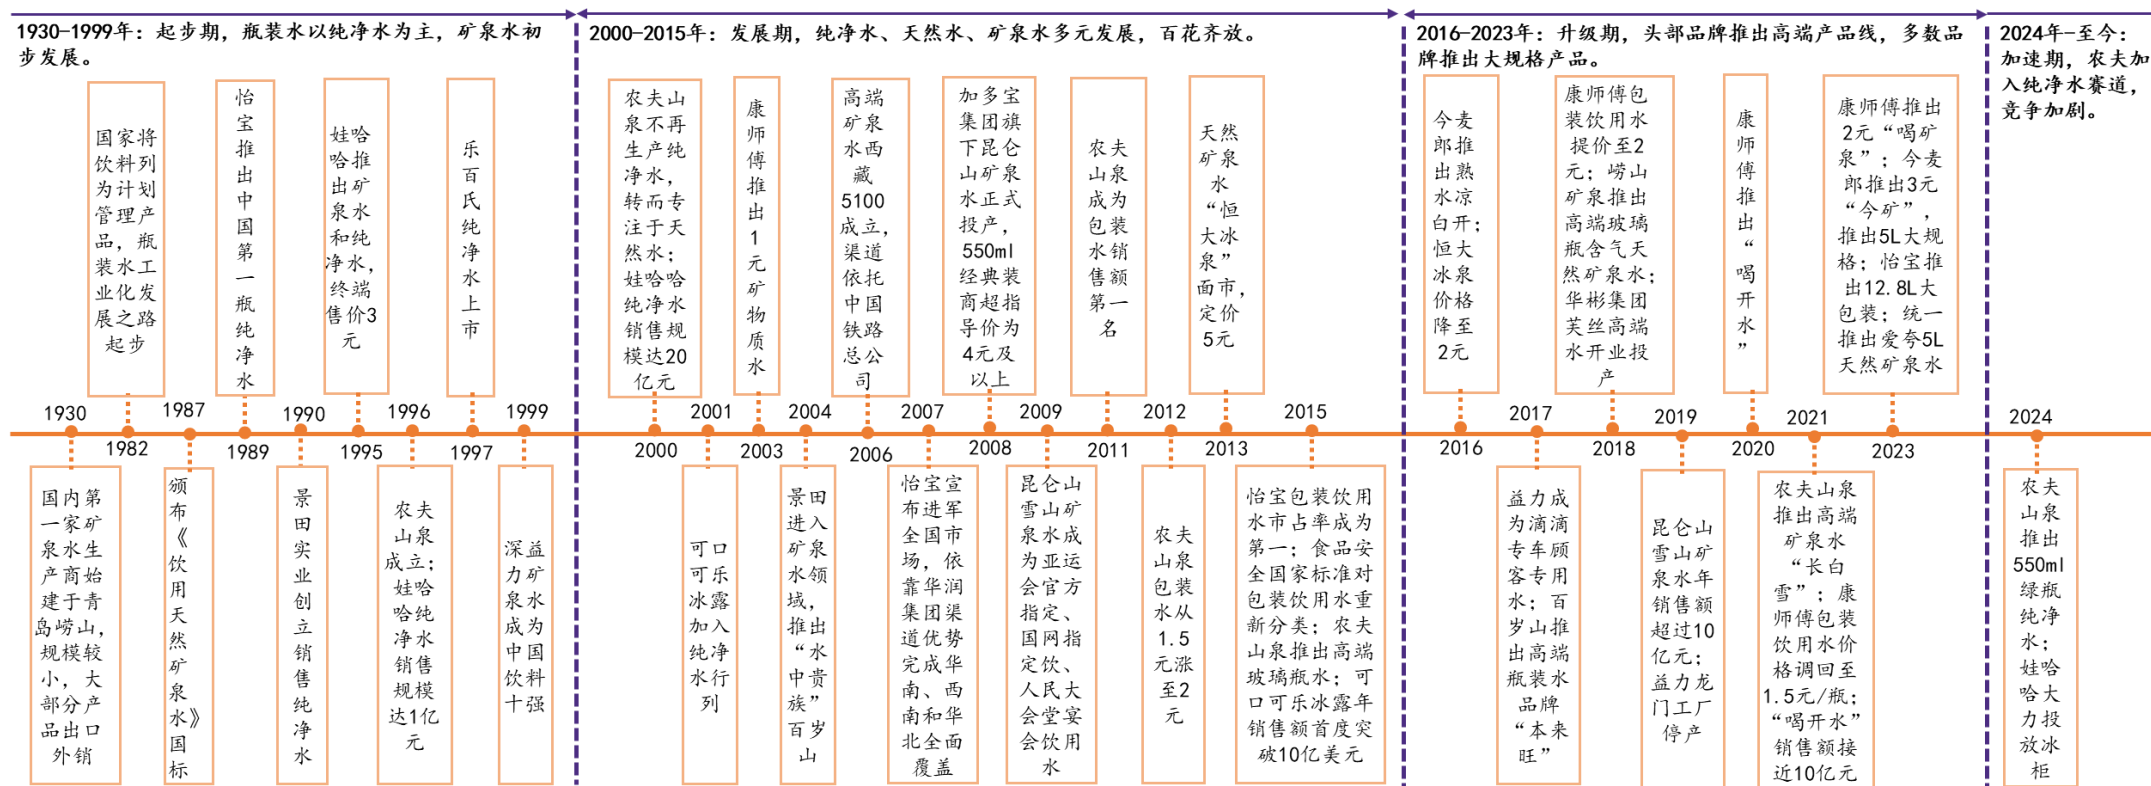 1930-1999年：起步期，瓶装水以纯净水为主，矿泉水初
步发展。
2000-2015年：发展期，纯净水、天然水、矿泉水多元发展，百花齐放。
2016-2023年：升级期，头部品牌推出高端产品线，多数品
牌推出大规格产品。
2024年-至今：
加速期，农夫加
入纯净水赛道，
竞争加剧。
国家将
饮料列
为计划
管理产
品，瓶
装水工
业化发
展之路
起步
怡
宝
推
出
中
国
第
一
瓶
纯
净
水
娃哈
哈推
出矿
泉水
和纯
净水，
终端
售价3
元
乐
百
氏
纯
净
水
上
市
农夫山
泉不再
生产纯
净水，
转而专
注于天
然水；
娃哈哈
纯净水
销售规
模达20
亿元
康
师
傅
推
出
1
元
矿
物
质
水
高端
矿泉
水西
藏
5100
成立，
渠道
依托
中国
铁路
总公
司
加多宝
集团旗
下昆仑
山矿泉
水正式
投产，
550ml
经典装
商超指
导价为
4元及
以上
农夫
山泉
成为
包装
水销
售额
第一
名
天然
矿泉
水
“恒
大冰
泉”
面市，
定价
5元
今麦
郎推
出熟
水凉
白开；
恒大
冰泉
价格
降至
2元
康师傅包
装饮用水
提价至2
元；崂山
矿泉推出
高端玻璃
瓶含气天
然矿泉水；
华彬集团
芙丝高端
水开业投
产
康
师
傅
推
出
“
喝
开
水
”
康师傅推出
2元“喝矿
泉”；今麦
郎推出3元
“今矿”，
推出5L大规
格；怡宝推
出12.8L大
包装；统一
推出爱夸5L
天然矿泉水
1930
1987
1990
1996
1999
2001
2004
2007
2009
2012
2015
2017
2019
2021
2024
1982
1989
1995
1997
2000
2003
2006
2008
2011
2013
2016
2018
2020
2023
国内第
一家矿
泉水生
产商始
建于青
岛崂山，
规模较
小，大
部分产
品出口
外销
颁
布《
饮
用
天
然
矿
泉
水》
国
标
景
田
实
业
创
立
销
售
纯
净
水
农夫
山泉
成立；
娃哈
哈纯
净水
销售
规模
达1亿
元
深益
力矿
泉水
成为
中国
饮料
十强
可口
可乐
冰露
加入
纯净
水行
列
景田
进入
矿泉
水领
域，
推出
“水
中贵
族”
百岁
山
怡宝宣
布进军
全国市
场，依
靠华润
集团渠
道优势
完成华
南、西
南和华
北全面
覆盖
昆仑山
雪山矿
泉水成
为亚运
会官方
指定、
国网指
定饮、
人民大
会堂宴
会饮用
水
农夫
山泉
包装
水从
1.5
元涨
至2
元
怡宝包装饮用
水市占率成为
第一；食品安
全国家标准对
包装饮用水重
新分类；农夫
山泉推出高端
玻璃瓶水；可
口可乐冰露年
销售额首度突
破10亿美元
益力成
为滴滴
专车顾
客专用
水；百
岁山推
出高端
瓶装水
品牌
“本来
旺”
昆仑山
雪山矿
泉水年
销售额
超过10
亿元；
益力龙
门工厂
停产
农夫山泉
推出高端
矿泉水
“长白
雪”；康
师傅包装
饮用水价
格调回至
1.5元/瓶；
“喝开水”
销售额接
近10亿元
农夫
山泉
推出
550ml
绿瓶
纯净
水；
娃哈
哈大
力投
放冰
柜